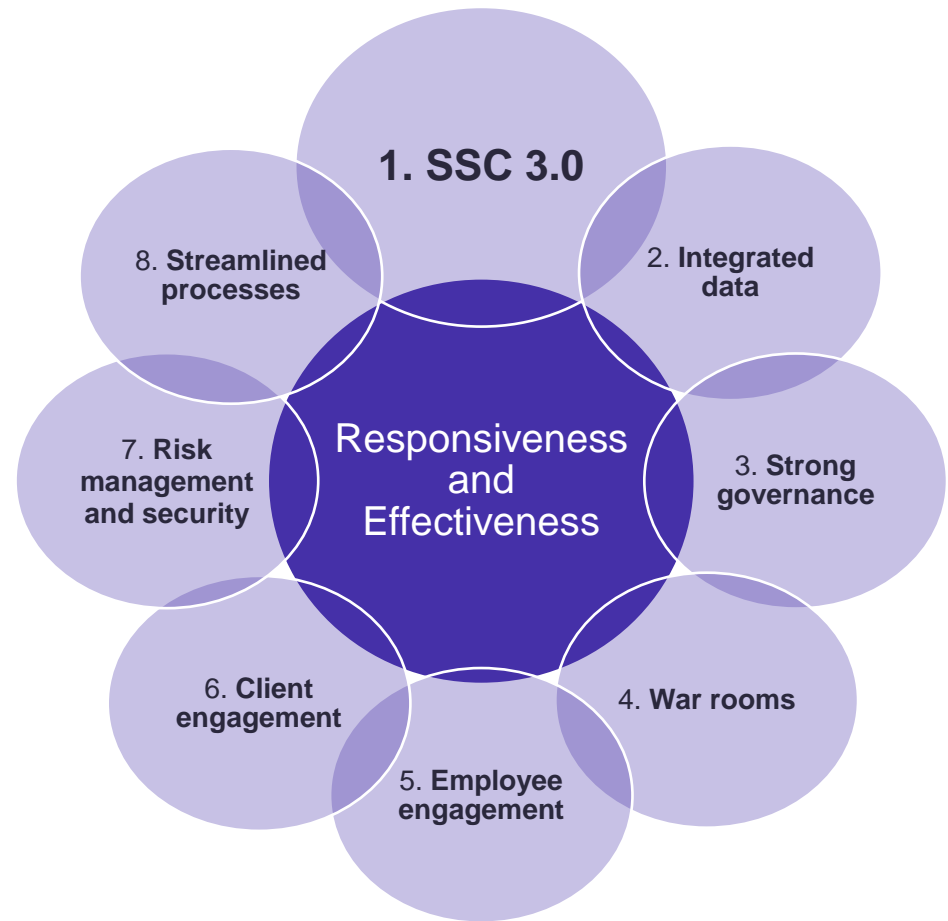 1. SSC 3.0
2. Integrated
data
3. Strong
governance
4. War rooms
5. Employee
engagement
6. Client
engagement
7. Risk
management
and security
8. Streamlined
processes
Responsiveness
and
Effectiveness